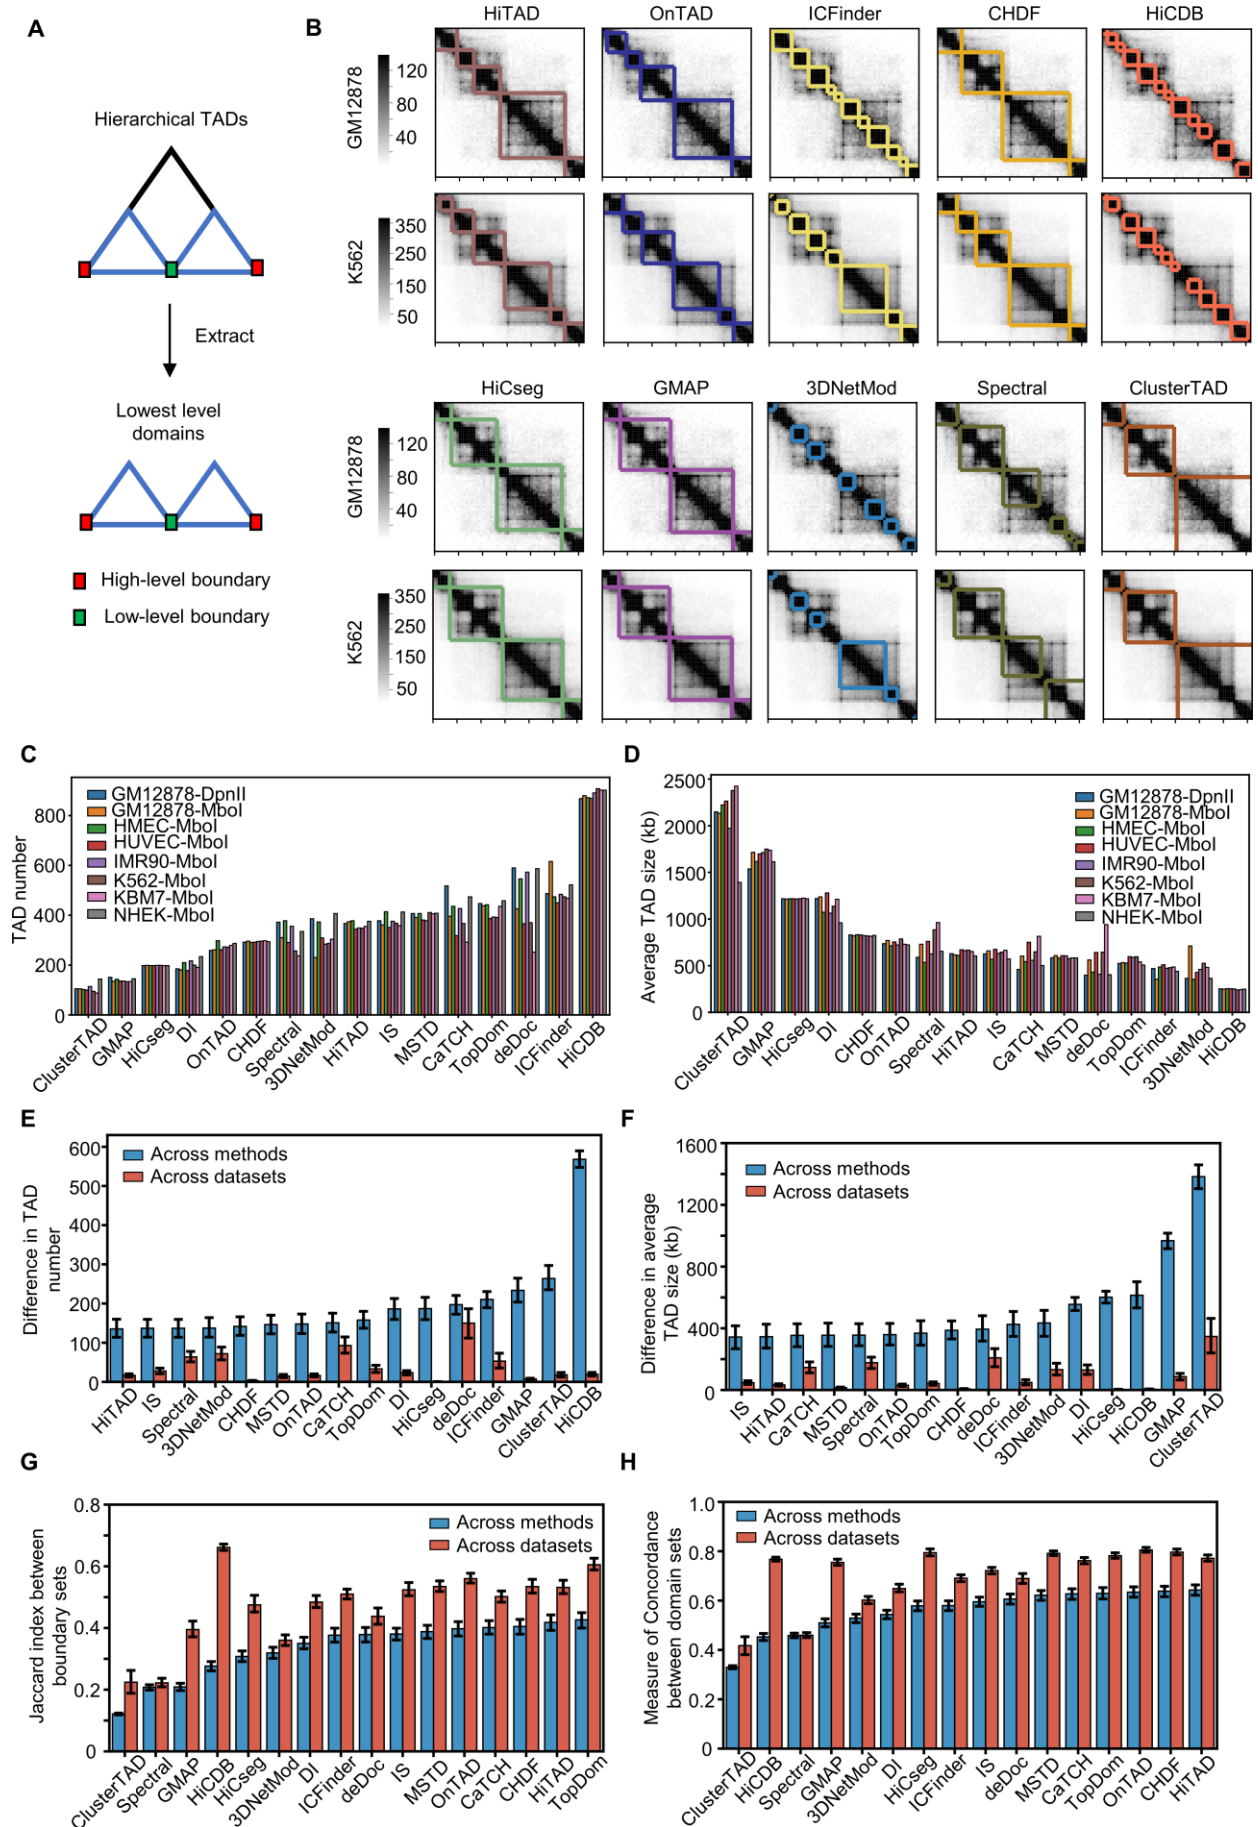 A
Hierarchical TADs
Extract
Lowest level
domains
High-level boundary
Low-level boundary
B
HiTAD OnTAD ICFinder CHDF HiCDB
GM12878
120
80
40
K562
350
250
150
50
HiCseg GMAP 3DNetMod Spectral ClusterTAD
GM12878
120
80
40
K562
350
250
150
50
C
TAD number
800
600
400
200
0
GM12878-DpnII
GM12878-MboI
HMEC-MboI
HUVEC-MboI
IMR90-MboI
K562-MboI
KBM7-MboI
NHEK-MboI
ClusterTAD GMAP HiCseg DI OnTAD CHDF Spectral 3DNetMod HiTAD IS MSTD CaTCH TopDom deDoc ICFinder HiCDB
D
Average TAD size (kb)
2500
2000
1500
1000
500
0
GM12878-DpnII
GM12878-MboI
HMEC-MboI
HUVEC-MboI
IMR90-MboI
K562-MboI
KBM7-MboI
NHEK-MboI
ClusterTAD GMAP HiCseg DI CHDF OnTAD Spectral HiTAD IS CaTCH MSTD deDoc TopDom ICFinder 3DNetMod HiCDB
E
Difference in TAD
number
600
500
400
300
200
100
0
Across methods
Across datasets
HiTAD IS Spectral 3DNetMod CHDF MSTD OnTAD CaTCH TopDom DI HiCseg deDoc ICFinder GMAP ClusterTAD HiCDB
F
Difference in average
TAD size (kb)
1600
1200
800
400
0
Across methods
Across datasets
IS HiTAD CaTCH MSTD Spectral OnTAD TopDom CHDF deDoc ICFinder 3DNetMod DI HiCseg HiCDB GMAP ClusterTAD
G
Jaccard index between
boundary sets
0.8
0.6
0.4
0.2
0
Across methods
Across datasets
ClusterTAD Spectral GMAP HiCDB HiCseg 3DNetMod DI ICFinder deDoc IS MSTD OnTAD CaTCH CHDF HiTAD TopDom
H
Measure of Concordance
between domain sets
1.0
0.8
0.6
0.4
0.2
0
Across methods
Across datasets
ClusterTAD HiCDB Spectral GMAP 3DNetMod DI HiCseg ICFinder IS deDoc MSTD CaTCH TopDom OnTAD CHDF HiTAD